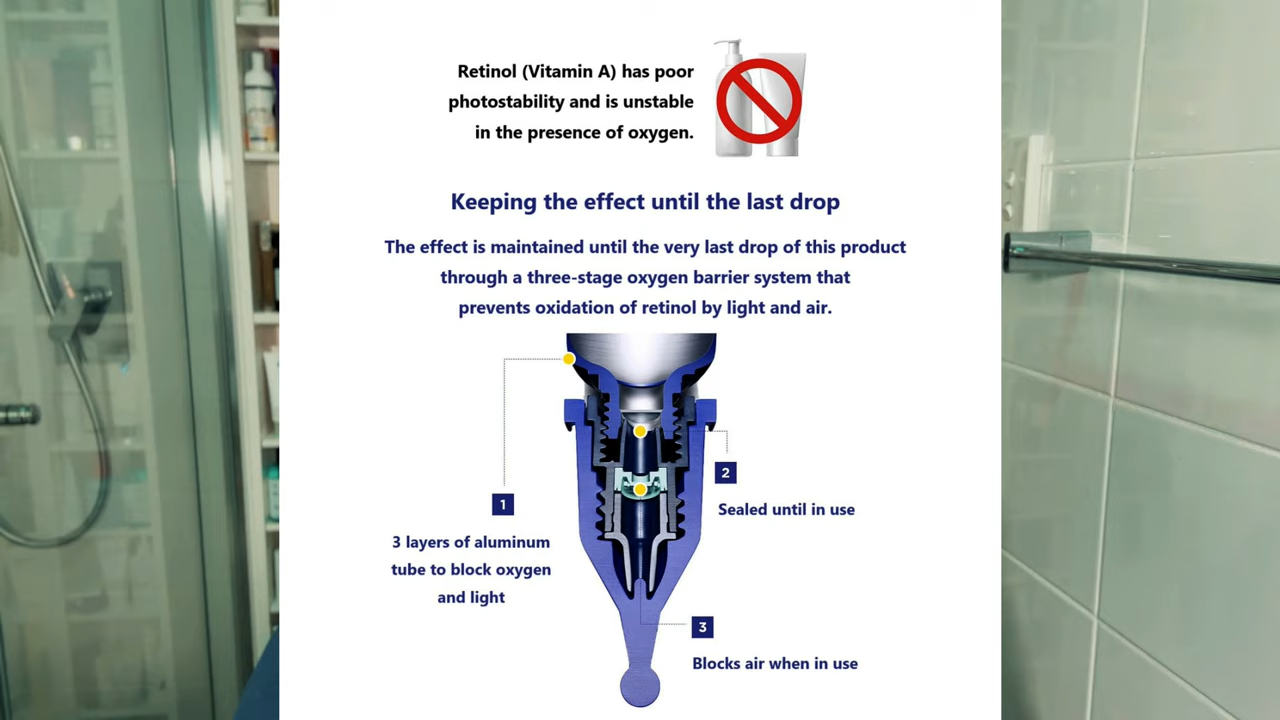 Retinol (Vitamin A) has poor
photostability and is unstable
in the presence of oxygen.
Keeping the effect until the last drop
The effect is maintained until the very last drop of this product
through a three-stage oxygen barrier system that
prevents oxidation of retinol by light and air.
1
3 layers of aluminum
tube to block oxygen
and light
2
Sealed until in use
3
Blocks air when in use